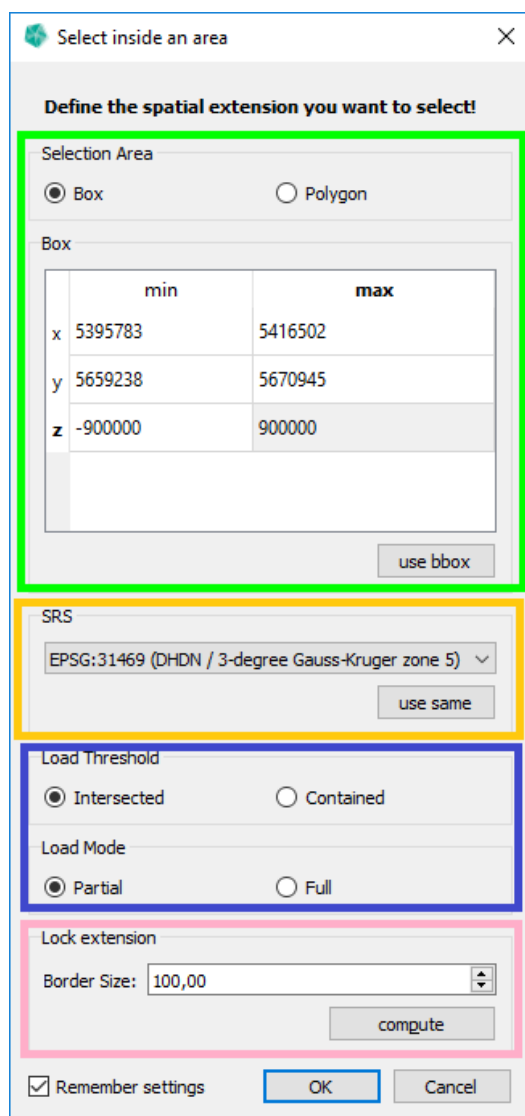 Select inside an area
Define the spatial extension you want to select!
Selection Area
Box Polygon
Box
min max
x 5395783 5416502
y 5659238 5670945
z -900000 900000
use bbox
SRS
EPSG:31469 (DHDN / 3-degree Gauss-Kruger zone 5)
use same
Load Threshold
Intersected Contained
Load Mode
Partial Full
Lock extension
Border Size: 100,00
compute
Remember settings OK Cancel